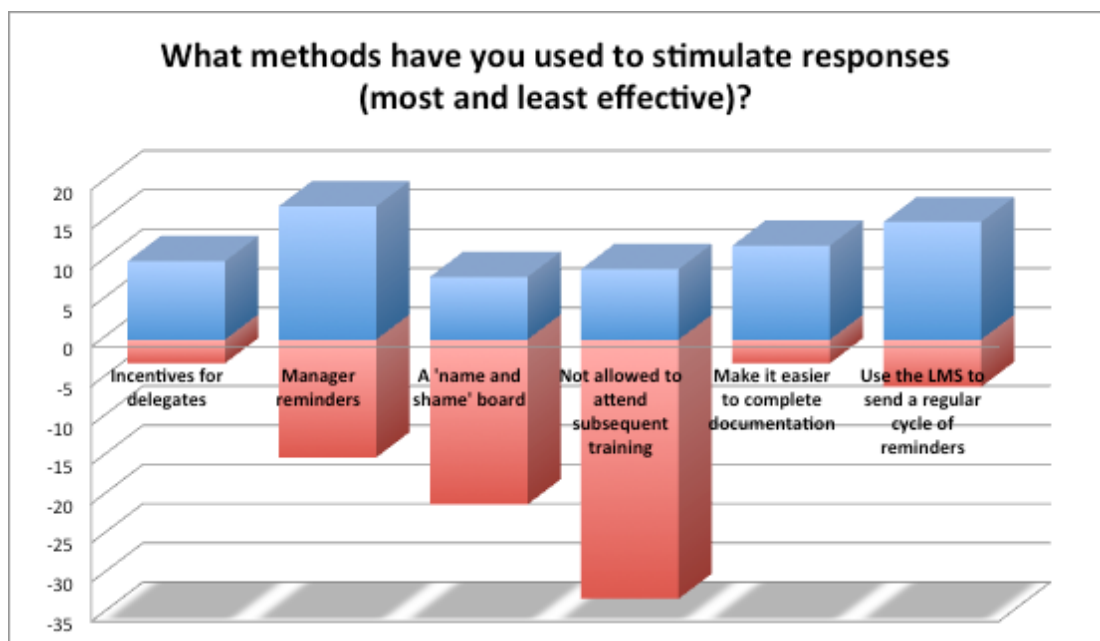 What methods have you used to stimulate responses
(most and least effective)?
20
15
10
5
0
-5
-10
-15
-20
-25
-30
-35
Incentives for
delegates
Manager
reminders
A 'name and
shame' board
Not allowed to
attend
subsequent
training
Make it easier
to complete
documentation
Use the LMS to
send a regular
cycle of
reminders